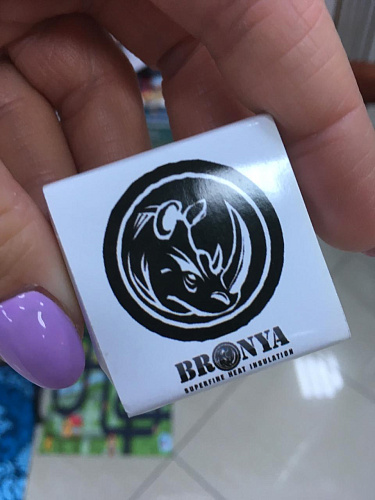 BRONYA
SUPERFINE HEAT INSULATION